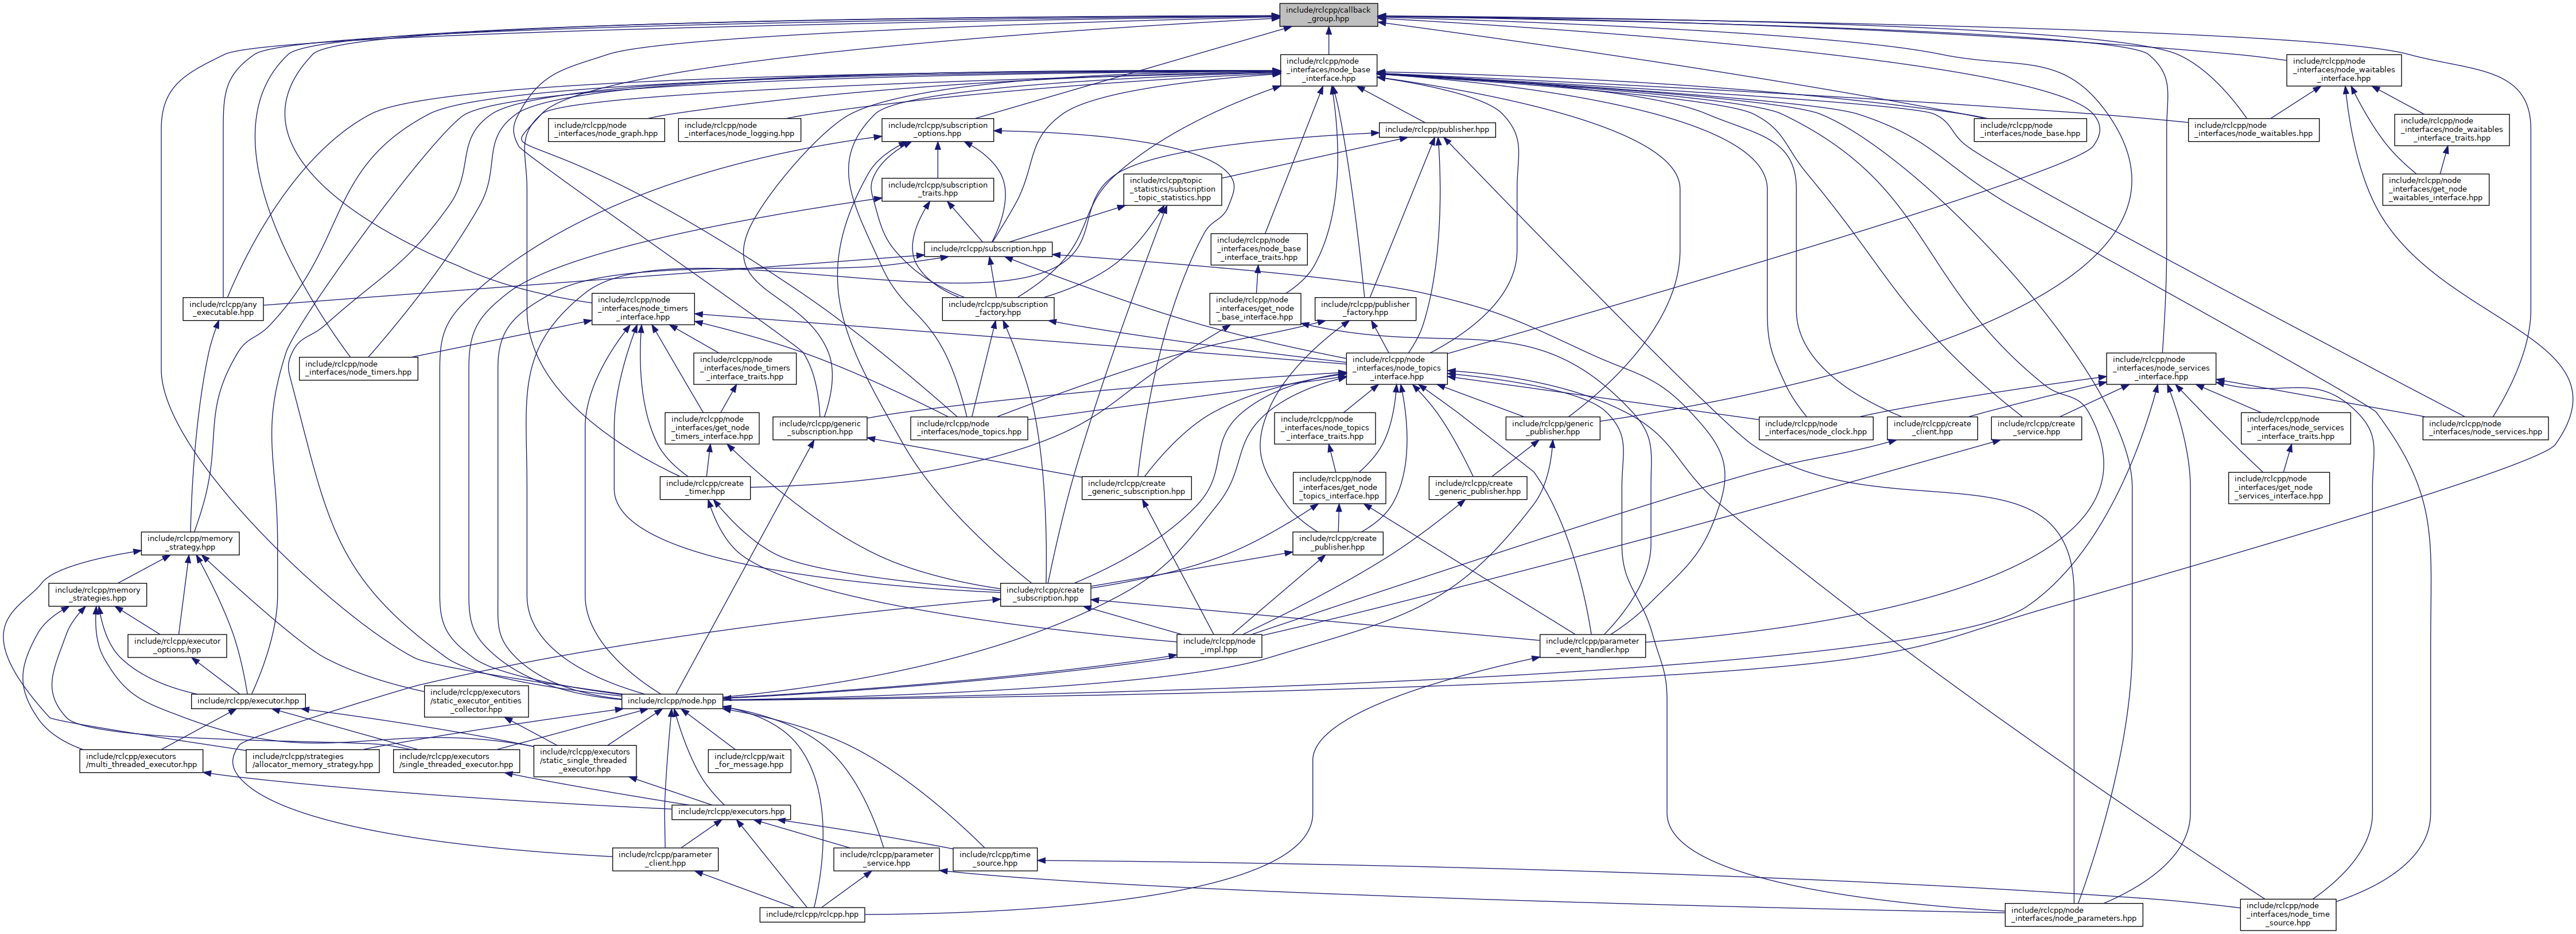 include/rclcpp/callback
_group.hpp
include/rclcpp/node
_interfaces/node_base
_interface.hpp
include/rclcpp/node
_interfaces/node_waitables
_interface.hpp
include/rclcpp/node
_interfaces/node_graph.hpp
include/rclcpp/node
_interfaces/node_logging.hpp
include/rclcpp/subscription
_options.hpp
include/rclcpp/publisher.hpp
include/rclcpp/node
_interfaces/node_base.hpp
include/rclcpp/node
_interfaces/node_waitables.hpp
include/rclcpp/node
_interfaces/node_waitables
_interface_traits.hpp
include/rclcpp/subscription
_traits.hpp
include/rclcpp/topic
_statistics/subscription
_topic_statistics.hpp
include/rclcpp/node
_interfaces/get_node
_waitables_interface.hpp
include/rclcpp/subscription.hpp
include/rclcpp/node
_interfaces/node_base
_interface_traits.hpp
include/rclcpp/any
_executable.hpp
include/rclcpp/node
_interfaces/node_timers
_interface.hpp
include/rclcpp/subscription
_factory.hpp
include/rclcpp/node
_interfaces/get_node
_base_interface.hpp
include/rclcpp/publisher
_factory.hpp
include/rclcpp/node
_interfaces/node_timers.hpp
include/rclcpp/node
_interfaces/node_timers
_interface_traits.hpp
include/rclcpp/node
_interfaces/node_topics
_interface.hpp
include/rclcpp/node
_interfaces/node_services
_interface.hpp
include/rclcpp/node
_interfaces/get_node
_timers_interface.hpp
include/rclcpp/generic
_subscription.hpp
include/rclcpp/node
_interfaces/node_topics.hpp
include/rclcpp/node
_interfaces/node_topics
_interface_traits.hpp
include/rclcpp/generic
_publisher.hpp
include/rclcpp/node
_interfaces/node_clock.hpp
include/rclcpp/create
_client.hpp
include/rclcpp/create
_service.hpp
include/rclcpp/node
_interfaces/node_services
_interface_traits.hpp
include/rclcpp/node
_interfaces/node_services.hpp
include/rclcpp/create
_timer.hpp
include/rclcpp/create
_generic_subscription.hpp
include/rclcpp/node
_interfaces/get_node
_topics_interface.hpp
include/rclcpp/create
_generic_publisher.hpp
include/rclcpp/node
_interfaces/get_node
_services_interface.hpp
include/rclcpp/memory
_strategy.hpp
include/rclcpp/create
_publisher.hpp
include/rclcpp/memory
_strategies.hpp
include/rclcpp/create
_subscription.hpp
include/rclcpp/executor
_options.hpp
include/rclcpp/node
_impl.hpp
include/rclcpp/parameter
_event_handler.hpp
include/rclcpp/executor.hpp
include/rclcpp/executors
/static_executor_entities
_collector.hpp
include/rclcpp/node.hpp
include/rclcpp/executors
/multi_threaded_executor.hpp
include/rclcpp/strategies
/allocator_memory_strategy.hpp
include/rclcpp/executors
/single_threaded_executor.hpp
include/rclcpp/executors
/static_single_threaded
_executor.hpp
include/rclcpp/wait
_for_message.hpp
include/rclcpp/executors.hpp
include/rclcpp/parameter
_client.hpp
include/rclcpp/parameter
_service.hpp
include/rclcpp/time
_source.hpp
include/rclcpp/rclcpp.hpp
include/rclcpp/node
_interfaces/node_parameters.hpp
include/rclcpp/node
_interfaces/node_time
_source.hpp